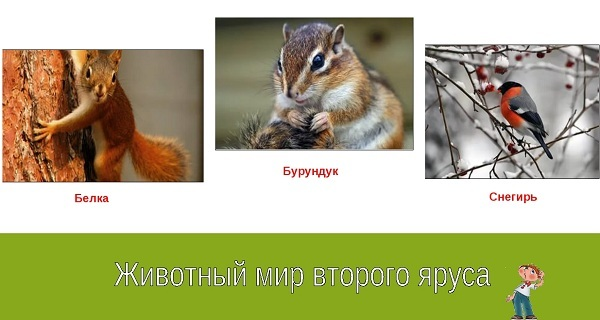 Белка
Бурундук
Снегирь
Животный мир второго яруса